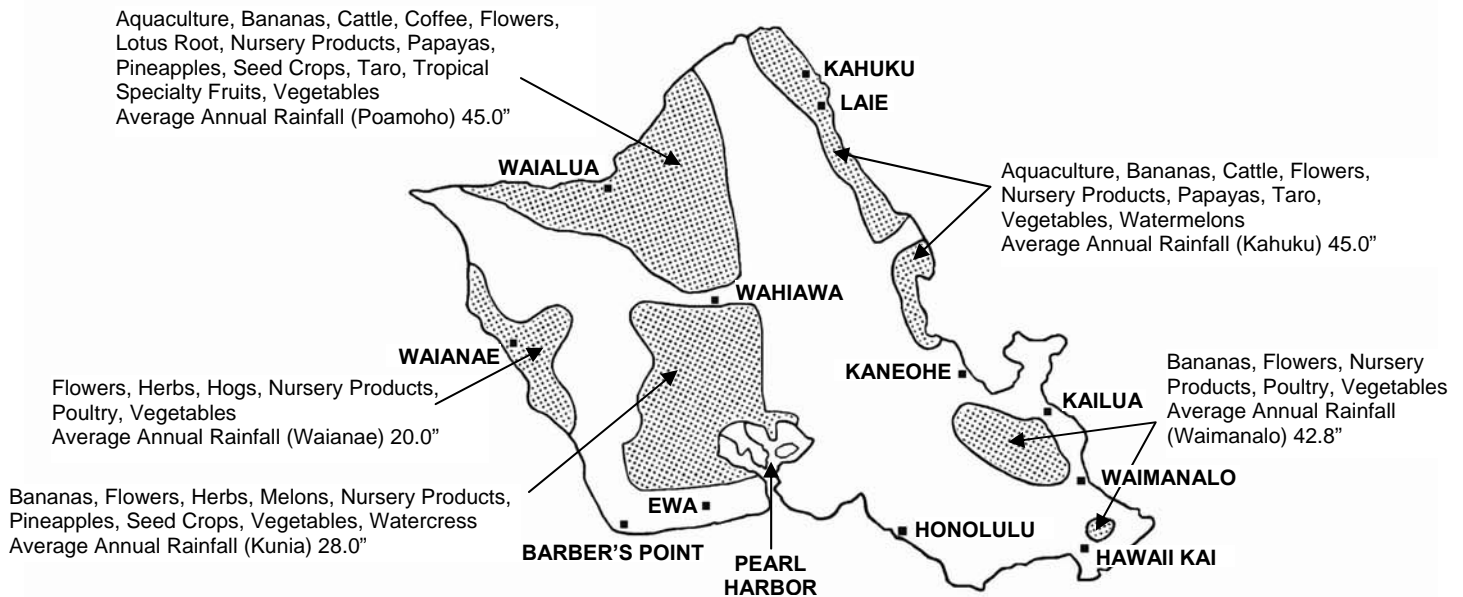 Aquaculture, Bananas, Cattle, Coffee, Flowers,
Lotus Root, Nursery Products, Papayas,
Pineapples, Seed Crops, Taro, Tropical
Specialty Fruits, Vegetables
Average Annual Rainfall (Poamoho) 45.0”
KAHUKU
LAIE
WAIALUA
Aquaculture, Bananas, Cattle, Flowers,
Nursery Products, Papayas, Taro,
Vegetables, Watermelons
Average Annual Rainfall (Kahuku) 45.0”
WAHIAWA
WAIANAE
Flowers, Herbs, Hogs, Nursery Products,
Poultry, Vegetables
Average Annual Rainfall (Waianae) 20.0”
KANEOHE
Bananas, Flowers, Nursery
Products, Poultry, Vegetables
Average Annual Rainfall
(Waimanalo) 42.8”
KAILUA
WAIMANALO
Bananas, Flowers, Herbs, Melons, Nursery Products,
Pineapples, Seed Crops, Vegetables, Watercress
Average Annual Rainfall (Kunia) 28.0”
EWA
BARBER’S POINT
PEARL
HARBOR
HONOLULU
HAWAII KAI